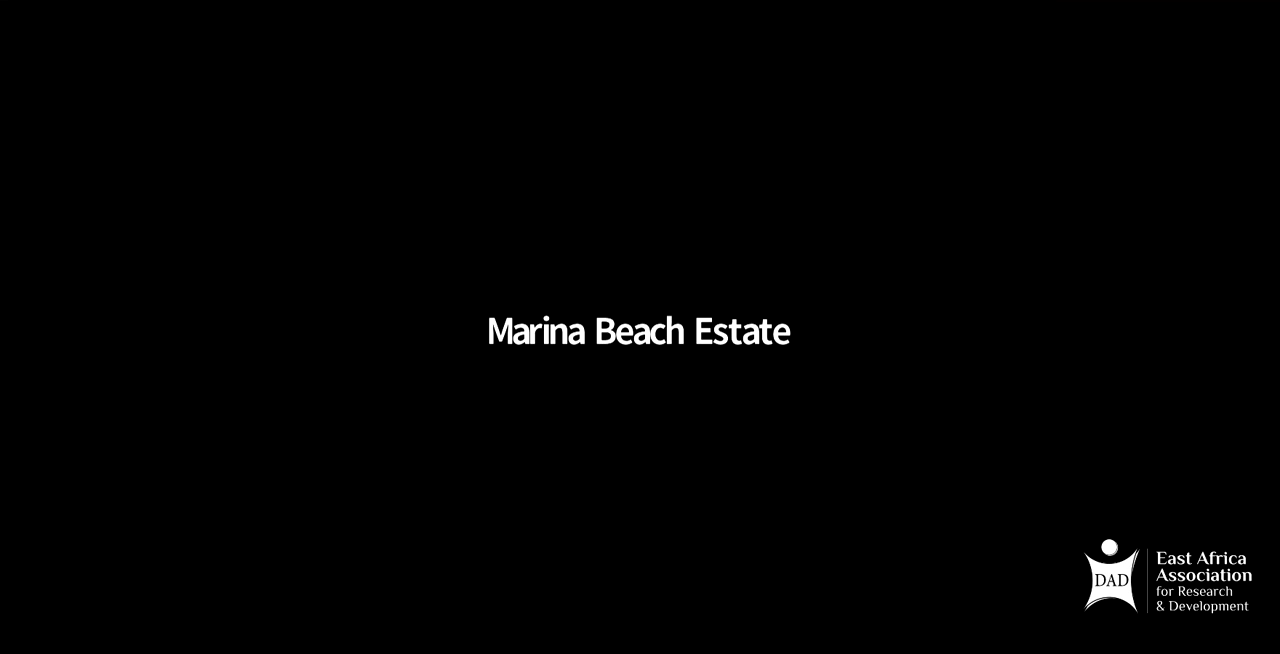 Marina Beach Estate
DAD
East Africa
Association
for Research
& Development